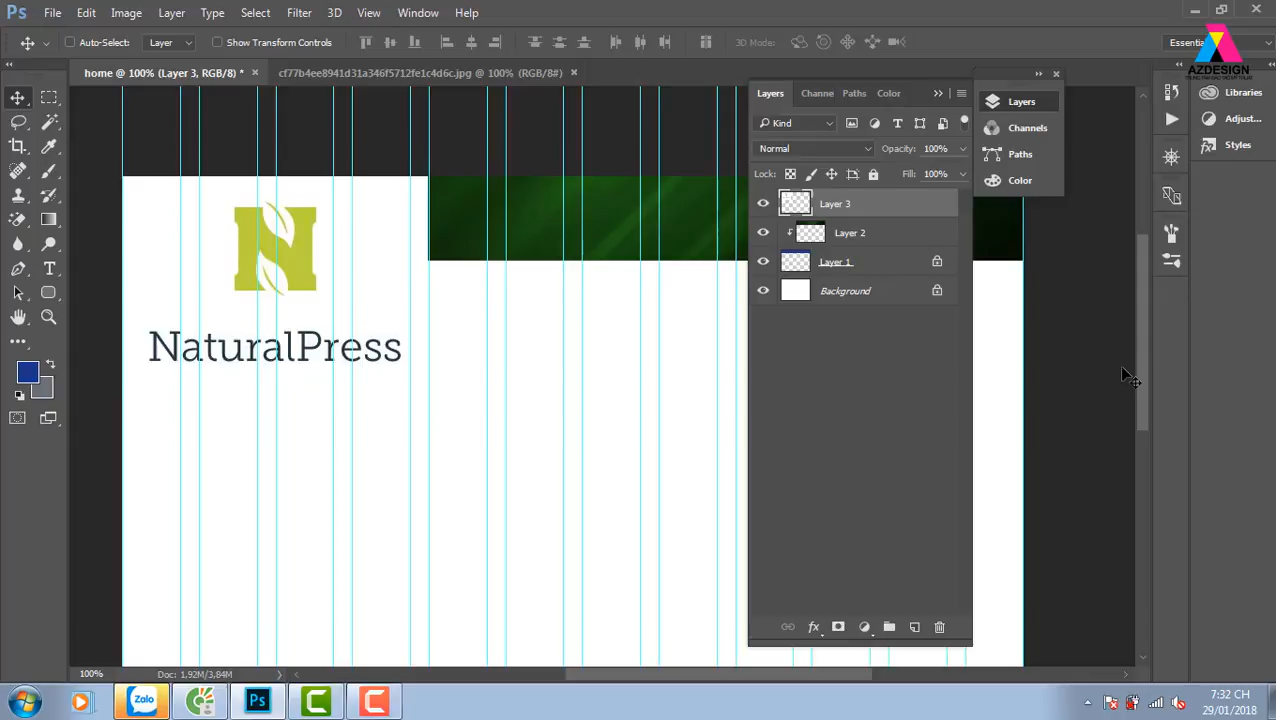 Ps File Edit Image Layer Type Select Filter 3D View Window Help
Auto-Select: Layer Show Transform Controls 3D Mode: Essentia
AZDESIGN
home @ 100% (Layer 3, RGB/8) * cf77b4ee8941d31a346f5712fe1c4d6c.jpg @ 100% (RGB/8#)
Layers Channe Paths Color
Kind
Normal Opacity: 100%
Lock: Fill: 100%
Layer 3
Layer 2
Layer 1
Background
Layers
Channels
Paths
Color
Libraries
Adjust...
Styles
N
NaturalPress
100% Doc: 1,92M/3,84M
Zalo Ps
7:32 CH
29/01/2018